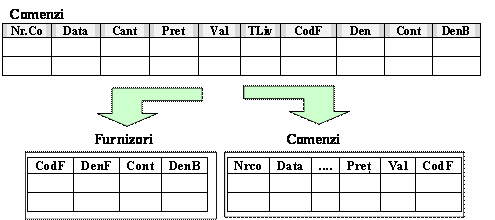 Comenzi
Nr.Co Data Cant Pret Val TLiv CodF Den Cont DenB
Furnizori Comenzi
CodF DenF Cont DenB Nrco Data .... Preț Val CodF